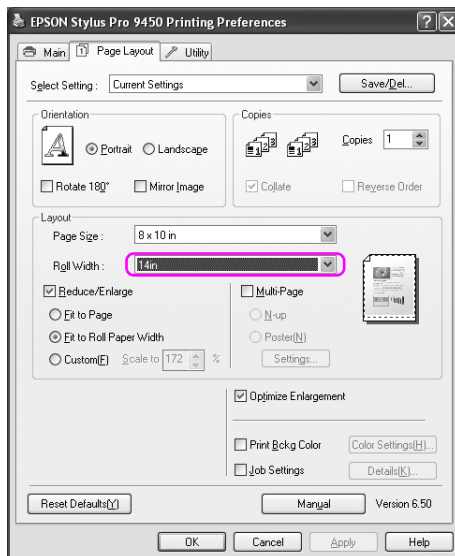 EPSON Stylus Pro 9450 Printing Preferences
Main Page Layout Utility
Select Setting : Current Settings Save/Del...
Orientation Copies
Portrait Landscape Copies 1
Rotate 180° Mirror Image Collate Reverse Order
Layout
Page Size : 8 x 10 in
Roll Width : 14in
Reduce/Enlarge Multi-Page
Fit to Page N-up
Fit to Roll Paper Width Poster(N)
Custom(F) Scale to 172 % Settings...
Optimize Enlargement
Print Bckg Color Color Settings(H)...
Job Settings Details(K)...
Reset Defaults(Y) Manual Version 6.50
OK Cancel Apply Help